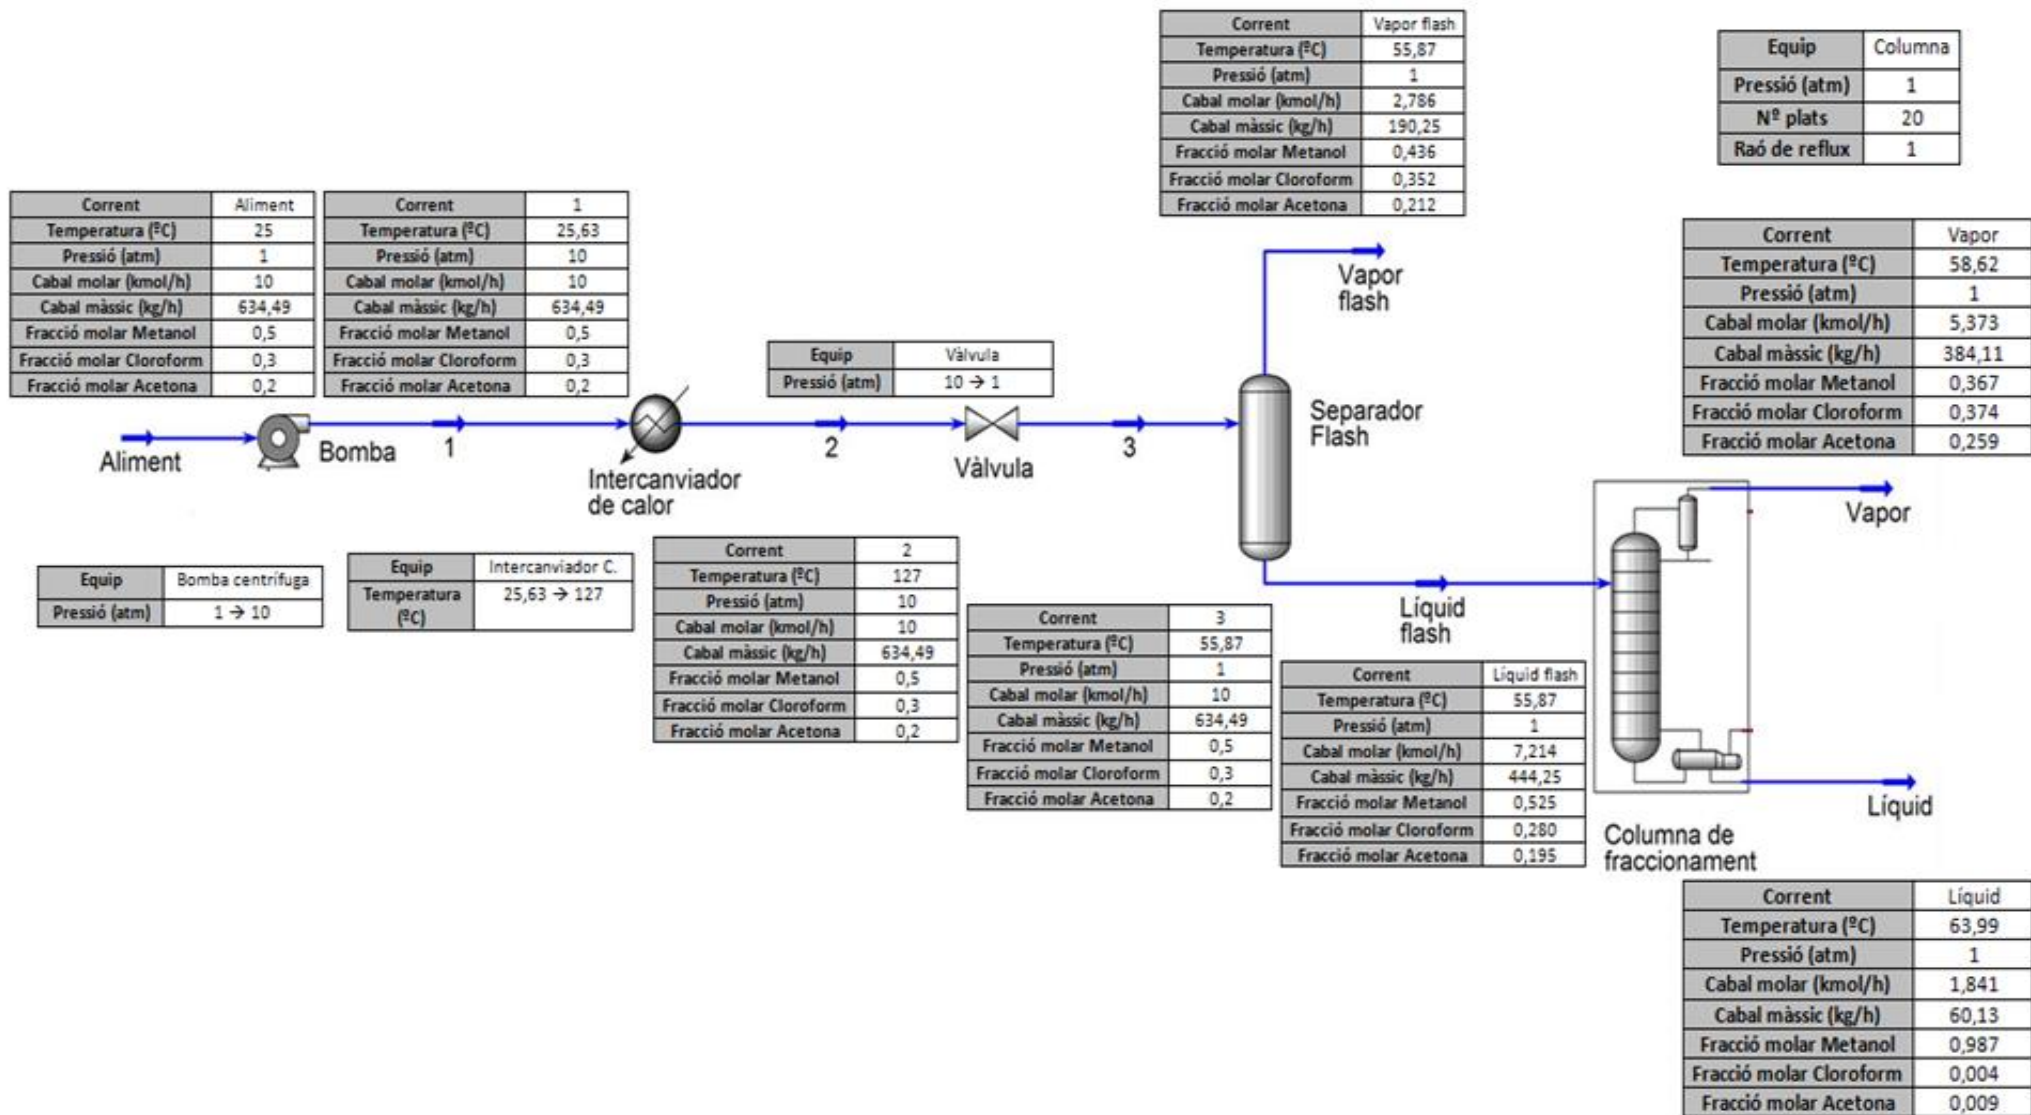 Corrent Vapor flash
Temperatura (ºC) 55,87
Pressió (atm) 1
Cabal molar (kmol/h) 2,786
Cabal màssic (kg/h) 190,25
Fracció molar Metanol 0,436
Fracció molar Cloroform 0,352
Fracció molar Acetona 0,212
Equip Columna
Pressió (atm) 1
Nº plats 20
Raó de reflux 1
Corrent Aliment
Temperatura (ºC) 25
Pressió (atm) 1
Cabal molar (kmol/h) 10
Cabal màssic (kg/h) 634,49
Fracció molar Metanol 0,5
Fracció molar Cloroform 0,3
Fracció molar Acetona 0,2
Corrent 1
Temperatura (ºC) 25,63
Pressió (atm) 10
Cabal molar (kmol/h) 10
Cabal màssic (kg/h) 634,49
Fracció molar Metanol 0,5
Fracció molar Cloroform 0,3
Fracció molar Acetona 0,2
Corrent Vapor
Temperatura (ºC) 58,62
Pressió (atm) 1
Cabal molar (kmol/h) 5,373
Cabal màssic (kg/h) 384,11
Fracció molar Metanol 0,367
Fracció molar Cloroform 0,374
Fracció molar Acetona 0,259
Vapor
flash
Equip Vàlvula
Pressió (atm) 10 → 1
Aliment
Bomba
1
Intercanviador
de calor
2
Vàlvula
3
Separador
Flash
Vapor
Equip Bomba centrífuga
Pressió (atm) 1 → 10
Equip Intercanviador C.
Temperatura 25,63 → 127
(ºC)
Corrent 2
Temperatura (ºC) 127
Pressió (atm) 10
Cabal molar (kmol/h) 10
Cabal màssic (kg/h) 634,49
Fracció molar Metanol 0,5
Fracció molar Cloroform 0,3
Fracció molar Acetona 0,2
Corrent 3
Temperatura (ºC) 55,87
Pressió (atm) 1
Cabal molar (kmol/h) 10
Cabal màssic (kg/h) 634,49
Fracció molar Metanol 0,5
Fracció molar Cloroform 0,3
Fracció molar Acetona 0,2
Líquid
flash
Corrent Líquid flash
Temperatura (ºC) 55,87
Pressió (atm) 1
Cabal molar (kmol/h) 7,214
Cabal màssic (kg/h) 444,25
Fracció molar Metanol 0,525
Fracció molar Cloroform 0,280
Fracció molar Acetona 0,195
Líquid
Columna de
fraccionament
Corrent Líquid
Temperatura (ºC) 63,99
Pressió (atm) 1
Cabal molar (kmol/h) 1,841
Cabal màssic (kg/h) 60,13
Fracció molar Metanol 0,987
Fracció molar Cloroform 0,004
Fracció molar Acetona 0,009